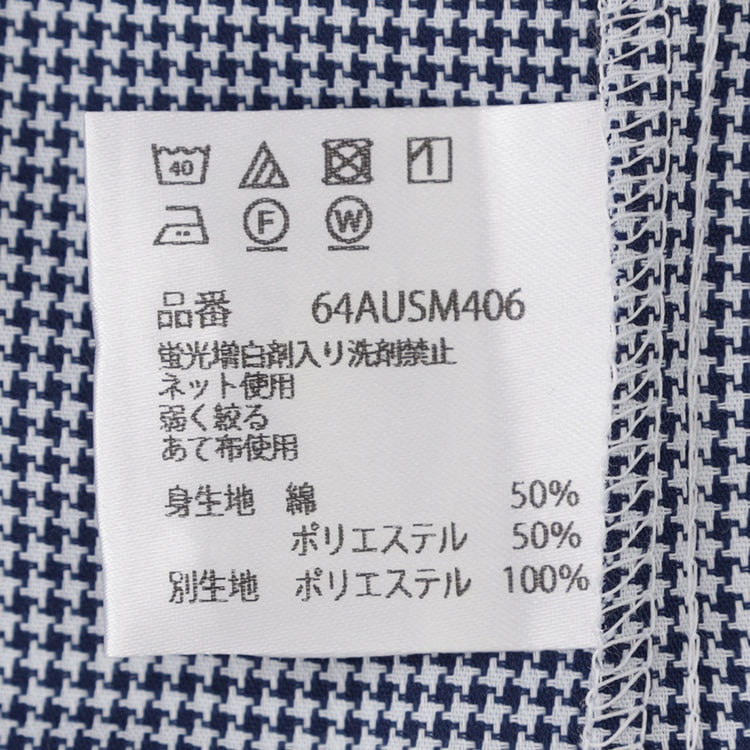 40
F W
品番 64AUSM406
蛍光増白剤入り洗剤禁止
ネット使用
弱く絞る
あて布使用
身生地 綿 50%
ポリエステル 50%
別生地 ポリエステル 100%